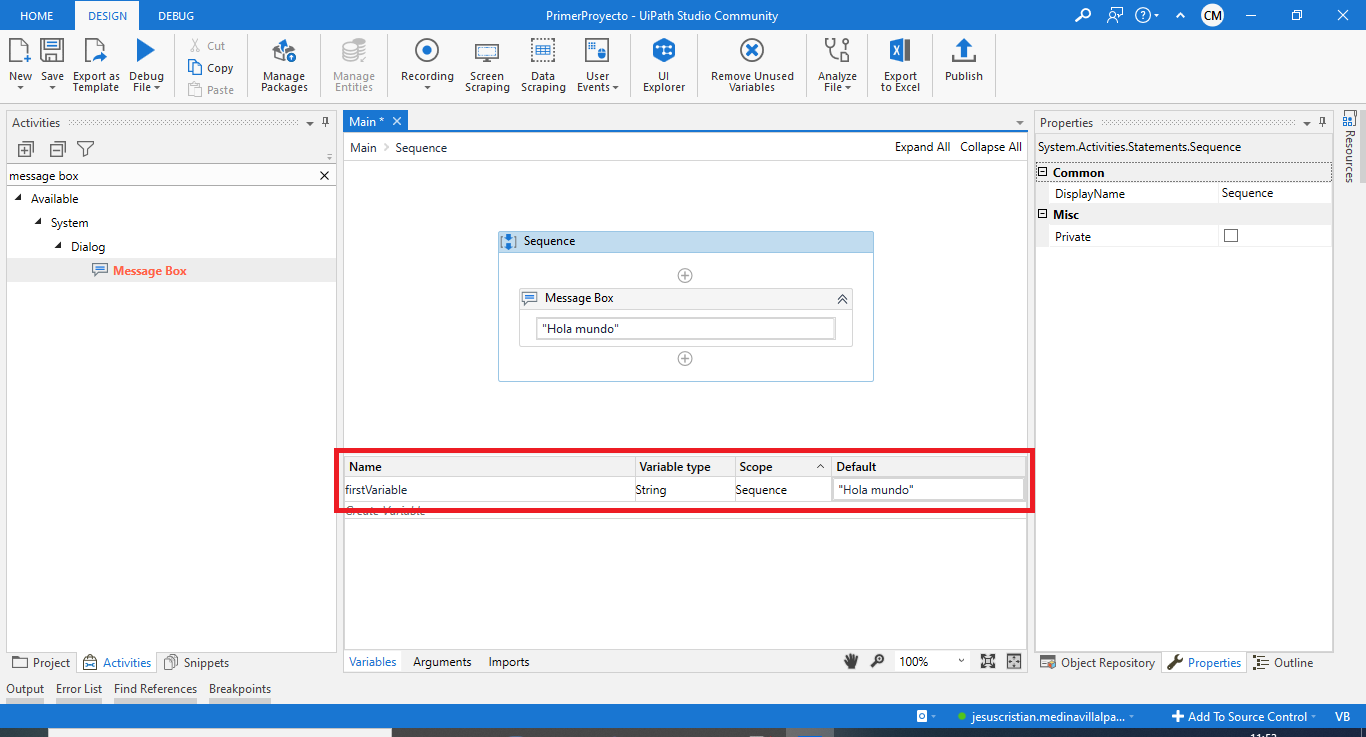 HOME DESIGN DEBUG PrimerProyecto - UiPath Studio Community CM
New Save Export as Template Debug File Cut Copy Paste Manage Packages Manage Entities Recording Screen Scraping Data Scraping User Events UI Explorer Remove Unused Variables Analyze File Export to Excel Publish
Activities
message box
Available
System
Dialog
Message Box
Main *
Main > Sequence Expand All Collapse All
Sequence
Message Box
"Hola mundo"
Name Variable type Scope Default
firstVariable String Sequence "Hola mundo"
Create Variable
Variables Arguments Imports 100%
Properties
System.Activities.Statements.Sequence
Common
DisplayName Sequence
Misc
Private
Resources
Project Activities Snippets
Object Repository Properties Outline
Output Error List Find References Breakpoints
jesuscristian.medinavillalpa... Add To Source Control VB